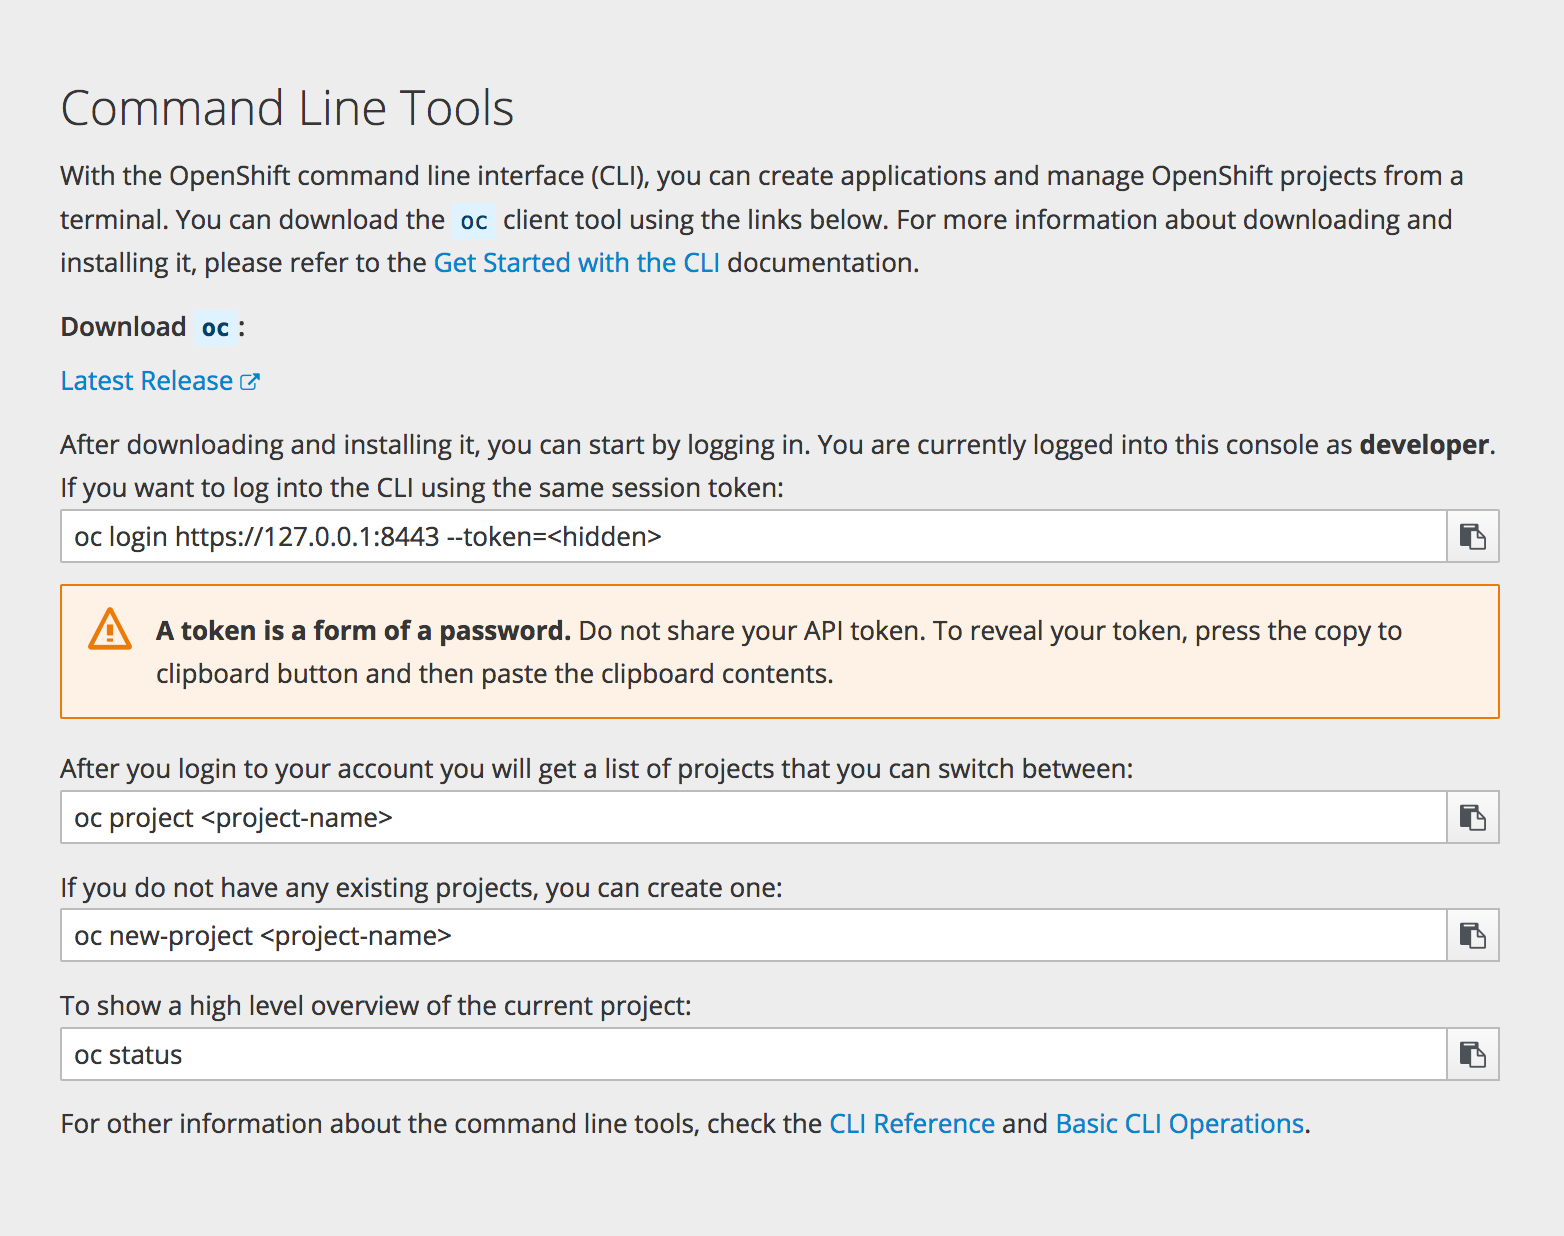 Command Line Tools
With the OpenShift command line interface (CLI), you can create applications and manage OpenShift projects from a
terminal. You can download the oc client tool using the links below. For more information about downloading and
installing it, please refer to the Get Started with the CLI documentation.
Download oc :
Latest Release
After downloading and installing it, you can start by logging in. You are currently logged into this console as developer.
If you want to log into the CLI using the same session token:
oc login https://127.0.0.1:8443 --token=<hidden>
A token is a form of a password. Do not share your API token. To reveal your token, press the copy to
clipboard button and then paste the clipboard contents.
After you login to your account you will get a list of projects that you can switch between:
oc project <project-name>
If you do not have any existing projects, you can create one:
oc new-project <project-name>
To show a high level overview of the current project:
oc status
For other information about the command line tools, check the CLI Reference and Basic CLI Operations.